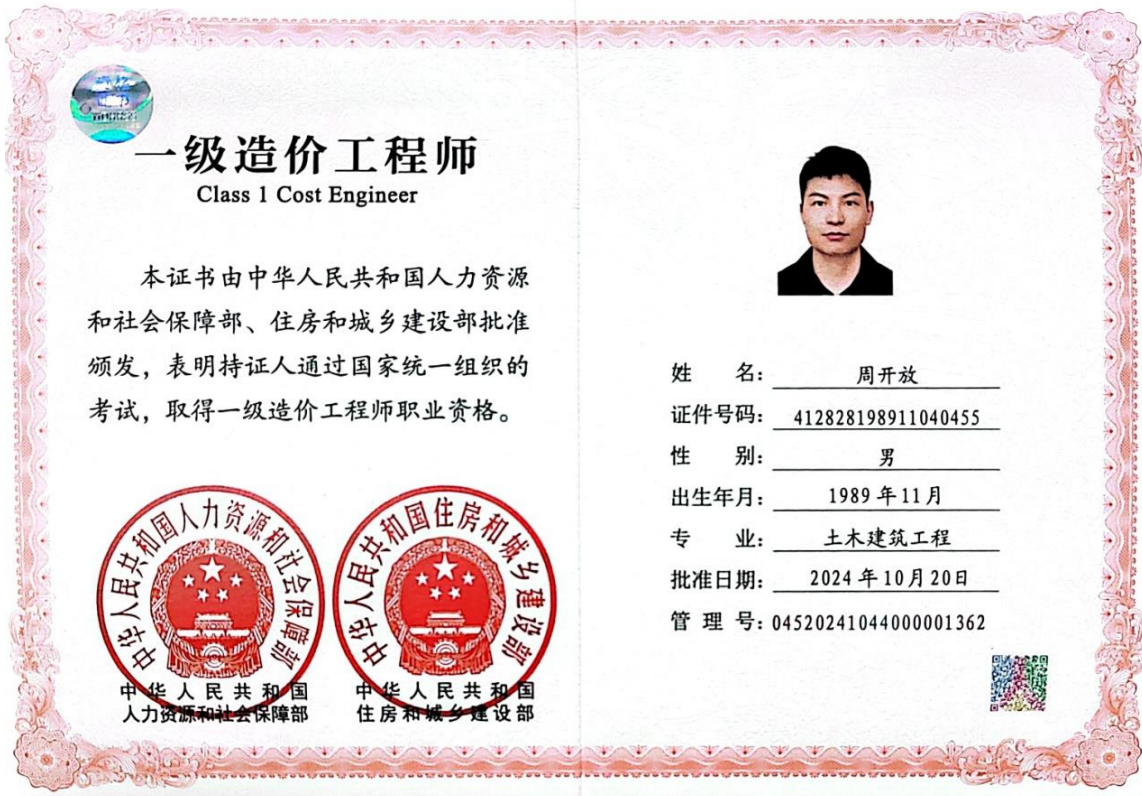 一级造价工程师
Class 1 Cost Engineer
本证书由中华人民共和国人力资源
和社会保障部、住房和城乡建设部批准
颁发，表明持证人通过国家统一组织的
考试，取得一级造价工程师职业资格。
中华人民共和国人力资源和社会保障部
中华人民共和国住房和城乡建设部
中华人民共和国
人力资源和社会保障部
中华人民共和国
住房和城乡建设部
姓 名： 周开放
证件号码： 412828198911040455
性 别： 男
出生年月： 1989年11月
专 业： 土木建筑工程
批准日期： 2024年10月20日
管 理 号：04520241044000001362